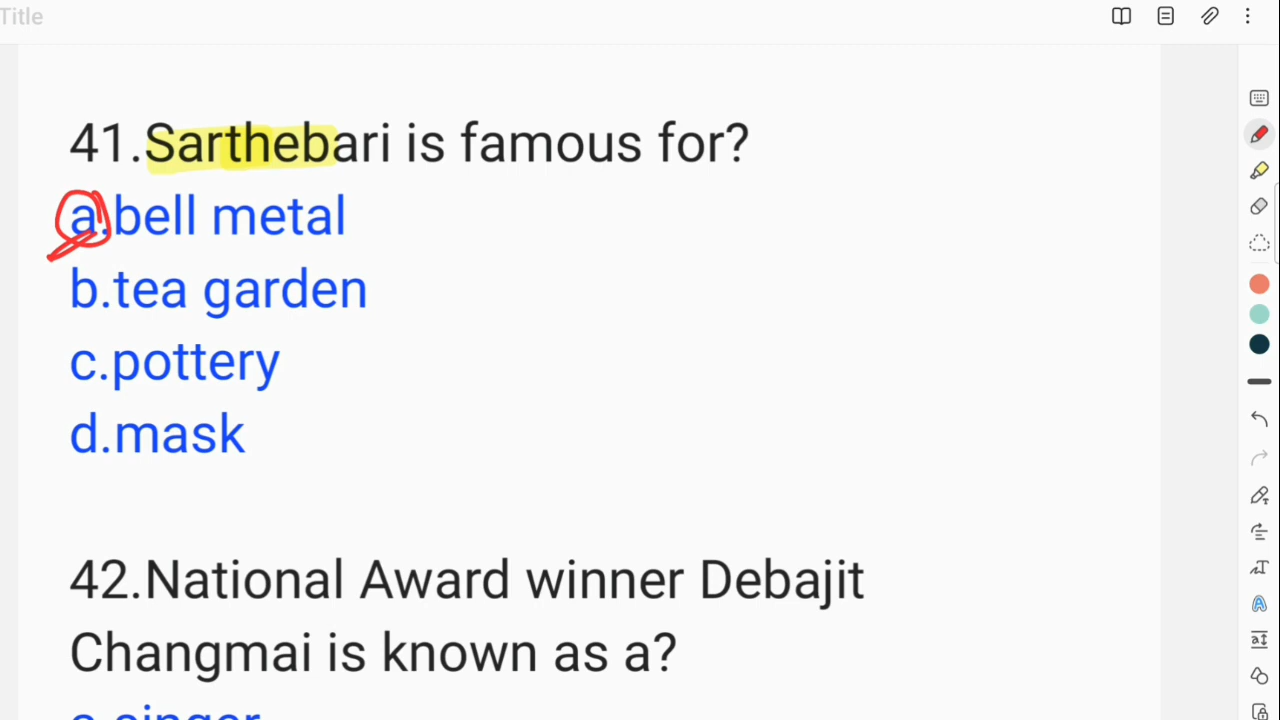 Title
41.Sarthebari is famous for?
a.bell metal
b.tea garden
c.pottery
d.mask
42.National Award winner Debajit
Changmai is known as a?
a.singer